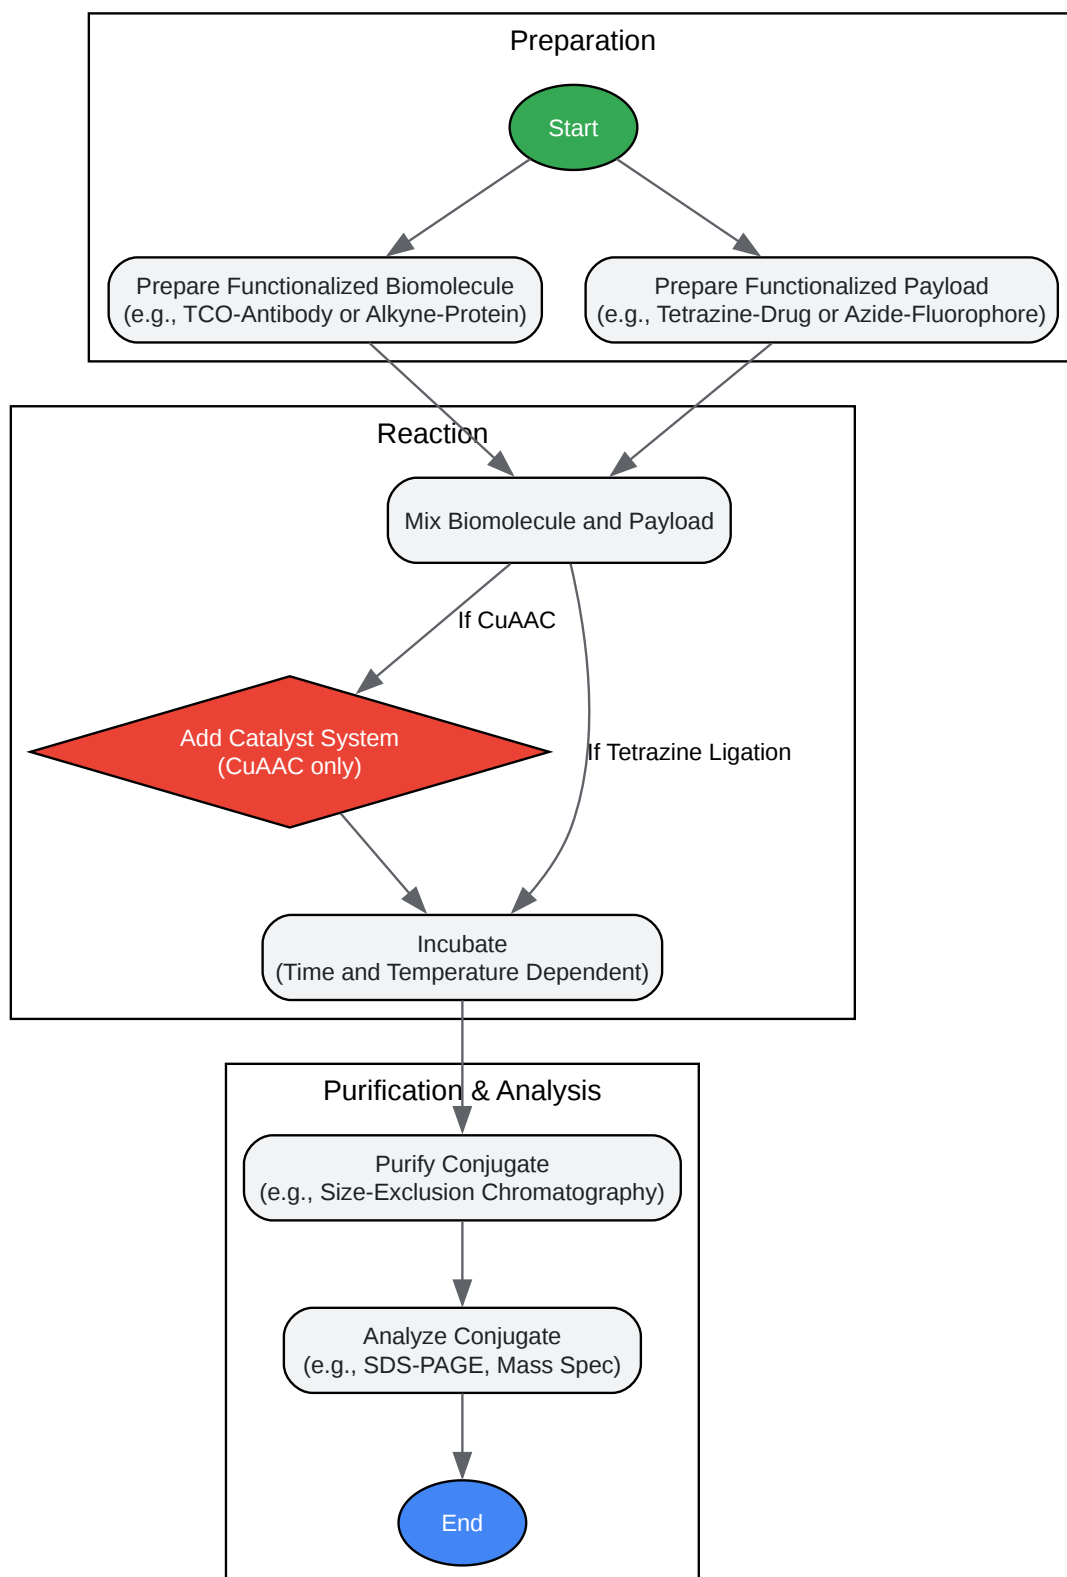 Preparation
Start
Prepare Functionalized Biomolecule
(e.g., TCO-Antibody or Alkyne-Protein)
Prepare Functionalized Payload
(e.g., Tetrazine-Drug or Azide-Fluorophore)
Reaction
Mix Biomolecule and Payload
If CuAAC
Add Catalyst System
(CuAAC only)
If Tetrazine Ligation
Incubate
(Time and Temperature Dependent)
Purification & Analysis
Purify Conjugate
(e.g., Size-Exclusion Chromatography)
Analyze Conjugate
(e.g., SDS-PAGE, Mass Spec)
End